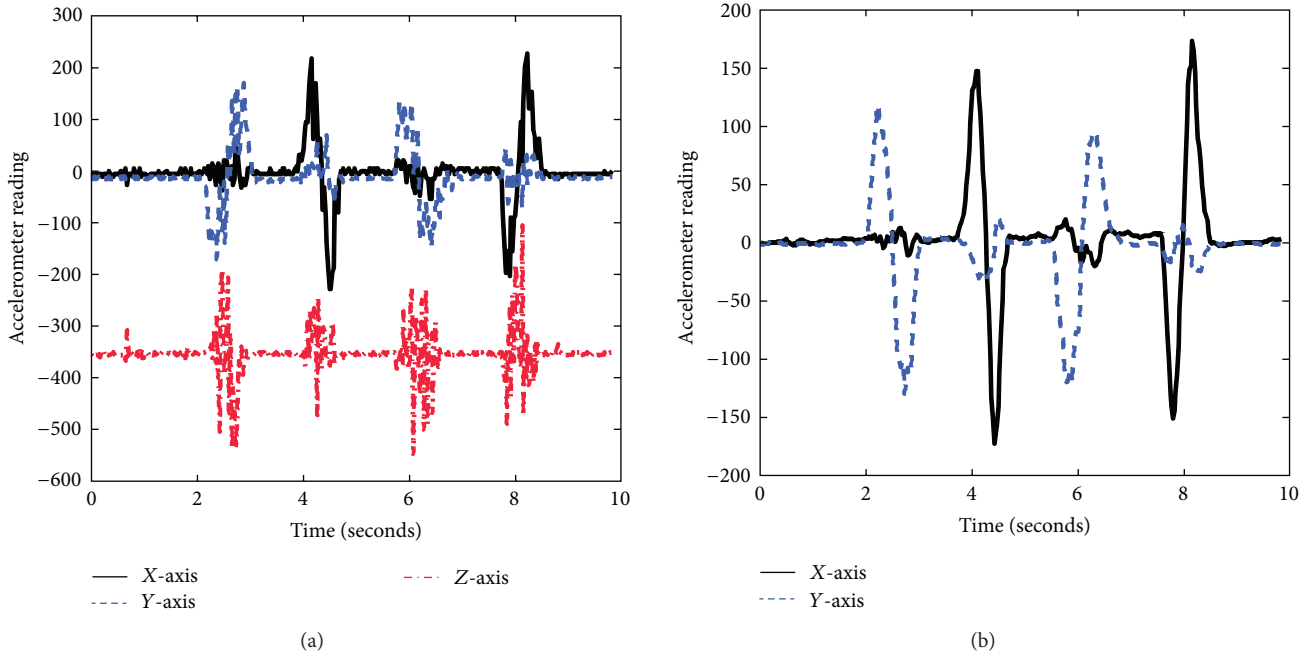 300
200
100
0
−100
−200
−300
−400
−500
−600
Accelerometer reading
0 2 4 6 8 10
Time (seconds)
X-axis
Y-axis
Z-axis
(a)
200
150
100
50
0
−50
−100
−150
−200
Accelerometer reading
0 2 4 6 8 10
Time (seconds)
X-axis
Y-axis
(b)